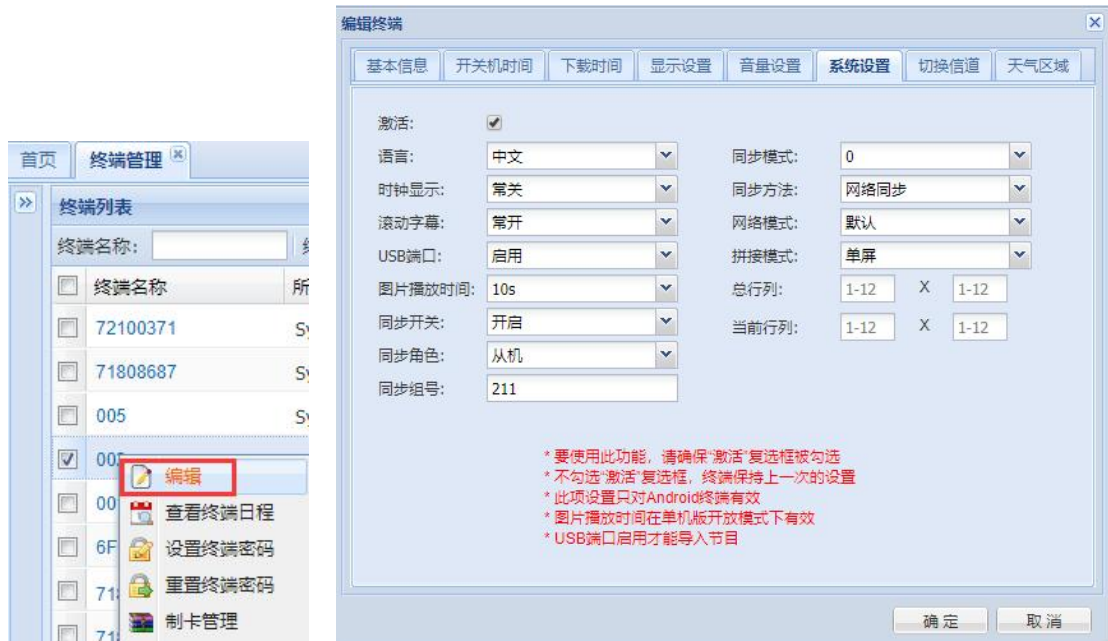 首页 终端管理
终端列表
终端名称:
终端名称 所
72100371
71808687
005
编辑
查看终端日程
设置终端密码
重置终端密码
制卡管理
编辑终端
基本信息 开关机时间 下载时间 显示设置 音量设置 系统设置 切换信道 天气区域
激活:
语言: 中文 同步模式: 0
时钟显示: 常关 同步方法: 网络同步
滚动字幕: 常开 网络模式: 默认
USB端口: 启用 拼接模式: 单屏
图片播放时间: 10s 总行列: 1-12 X 1-12
同步开关: 开启 当前行列: 1-12 X 1-12
同步角色: 从机
同步组号: 211
* 要使用此功能，请确保“激活”复选框被勾选
* 不勾选“激活”复选框，终端保持上一次的设置
* 此项设置只对Android终端有效
* 图片播放时间在单机版开放模式下有效
* USB端口启用才能导入节目
确定 取消